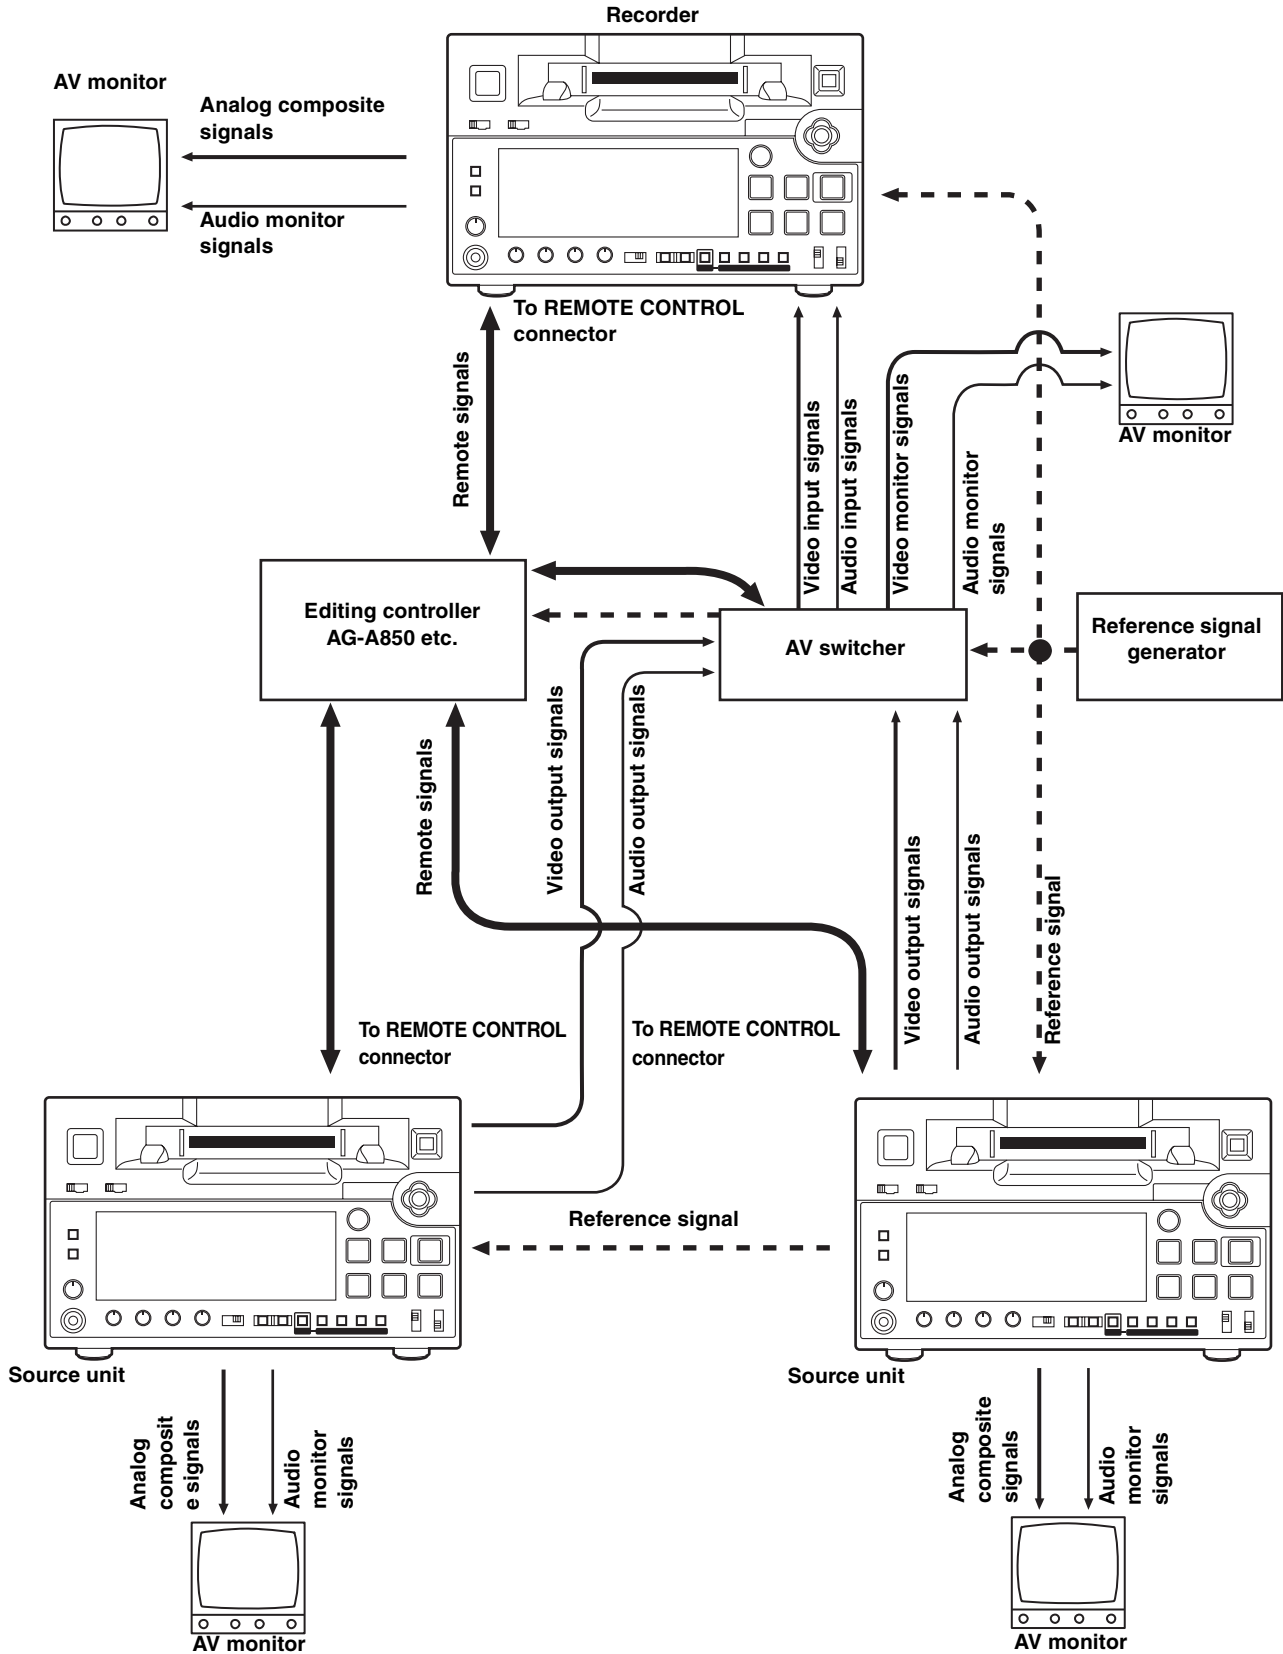 Recorder
AV monitor
Analog composite
signals
Audio monitor
signals
To REMOTE CONTROL
connector
Remote signals
Video input signals
Audio input signals
Video monitor signals
Audio monitor
signals
AV monitor
Editing controller
AG-A850 etc.
AV switcher
Reference signal
generator
Remote signals
Video output signals
Audio output signals
Video output signals
Audio output signals
Reference signal
To REMOTE CONTROL
connector
To REMOTE CONTROL
connector
Reference signal
Source unit
Source unit
Analog
composit
e signals
Audio
monitor
signals
Analog
composite
signals
Audio
monitor
signals
AV monitor
AV monitor